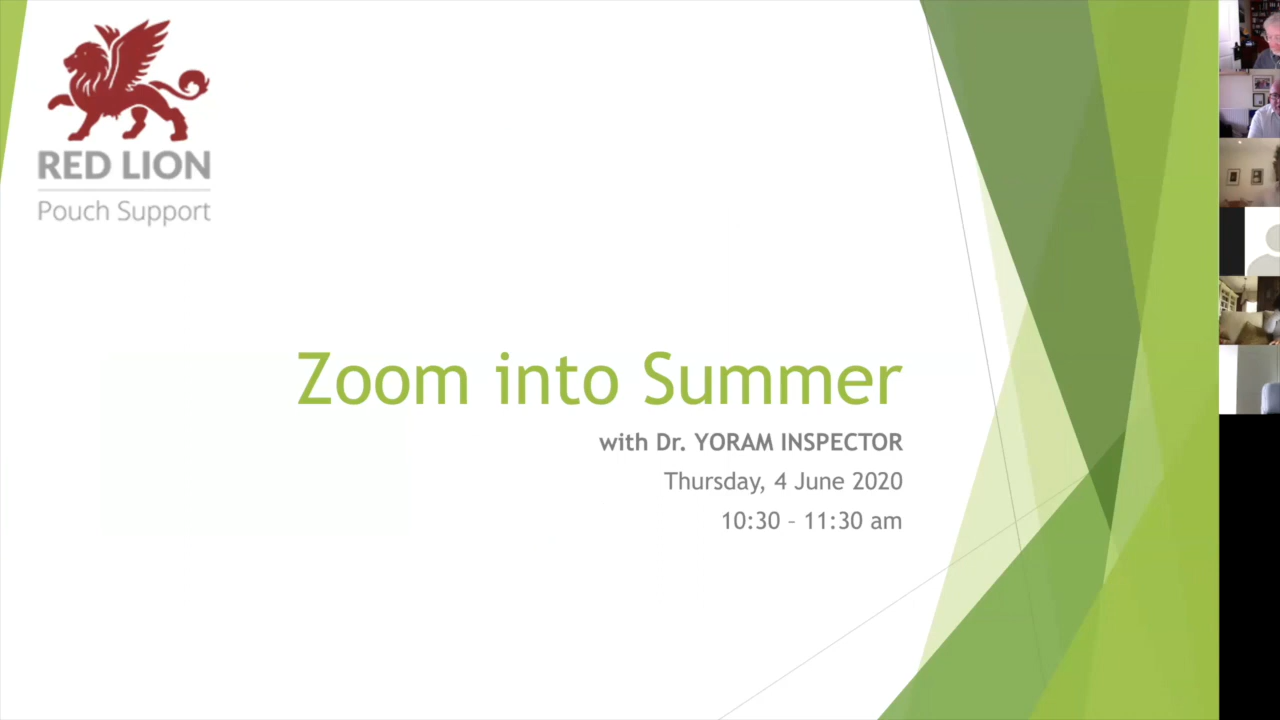 RED LION
Pouch Support
Zoom into Summer
with Dr. YORAM INSPECTOR
Thursday, 4 June 2020
10:30 – 11:30 am